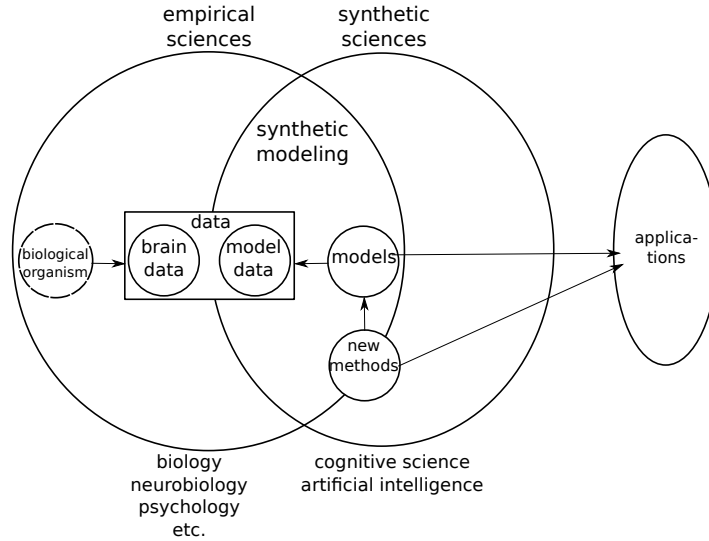 empirical
sciences
synthetic
sciences
synthetic
modeling
data
biological
organism
brain
data
model
data
models
applica-
tions
new
methods
biology
neurobiology
psychology
etc.
cognitive science
artificial intelligence